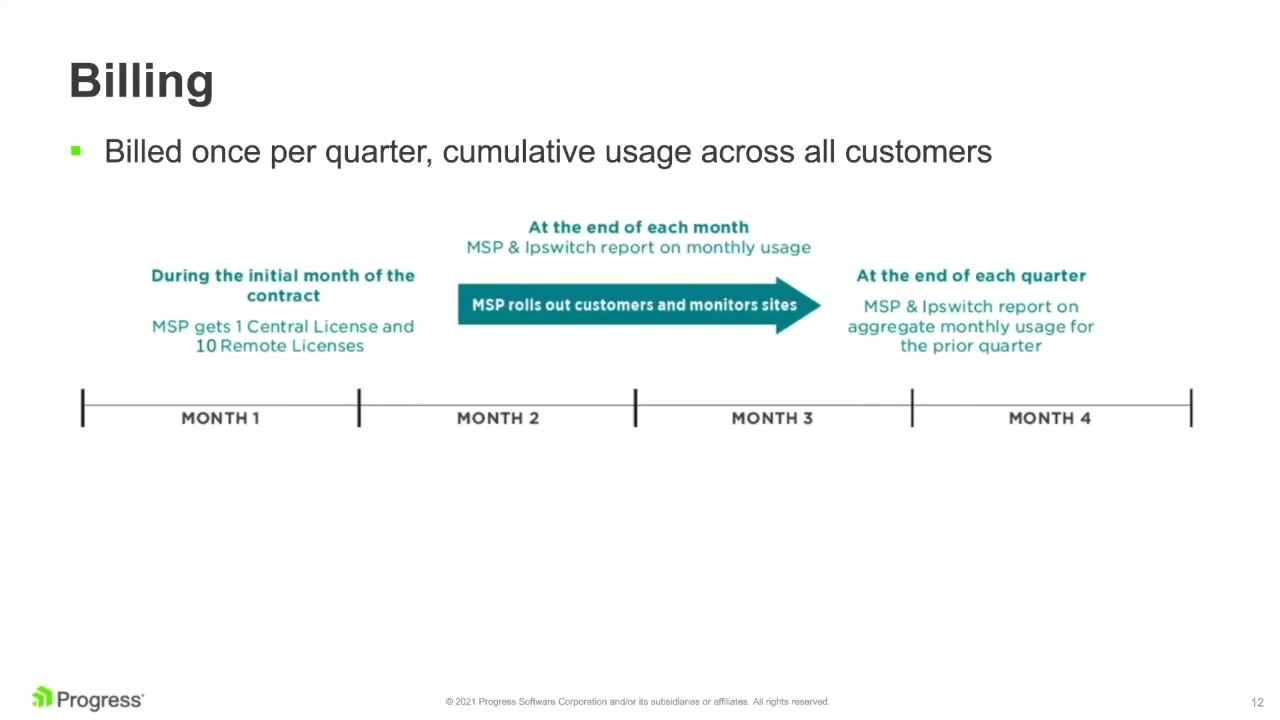 Billing
Billed once per quarter, cumulative usage across all customers
At the end of each month
MSP & Ipswitch report on monthly usage
During the initial month of the
contract
MSP gets 1 Central License and
10 Remote Licenses
MSP rolls out customers and monitors sites
At the end of each quarter
MSP & Ipswitch report on
aggregate monthly usage for
the prior quarter
MONTH 1
MONTH 2
MONTH 3
MONTH 4
Progress
© 2021 Progress Software Corporation and/or its subsidiaries or affiliates. All rights reserved.
12